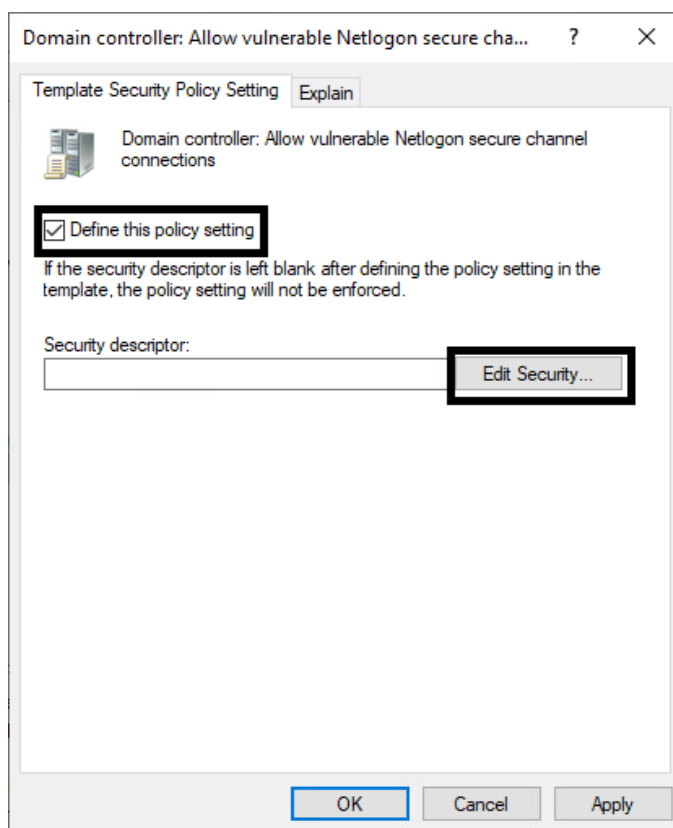 Domain controller: Allow vulnerable Netlogon secure cha... ? ×
Template Security Policy Setting Explain
Domain controller: Allow vulnerable Netlogon secure channel
connections
Define this policy setting
If the security descriptor is left blank after defining the policy setting in the
template, the policy setting will not be enforced.
Security descriptor:
Edit Security...
OK Cancel Apply